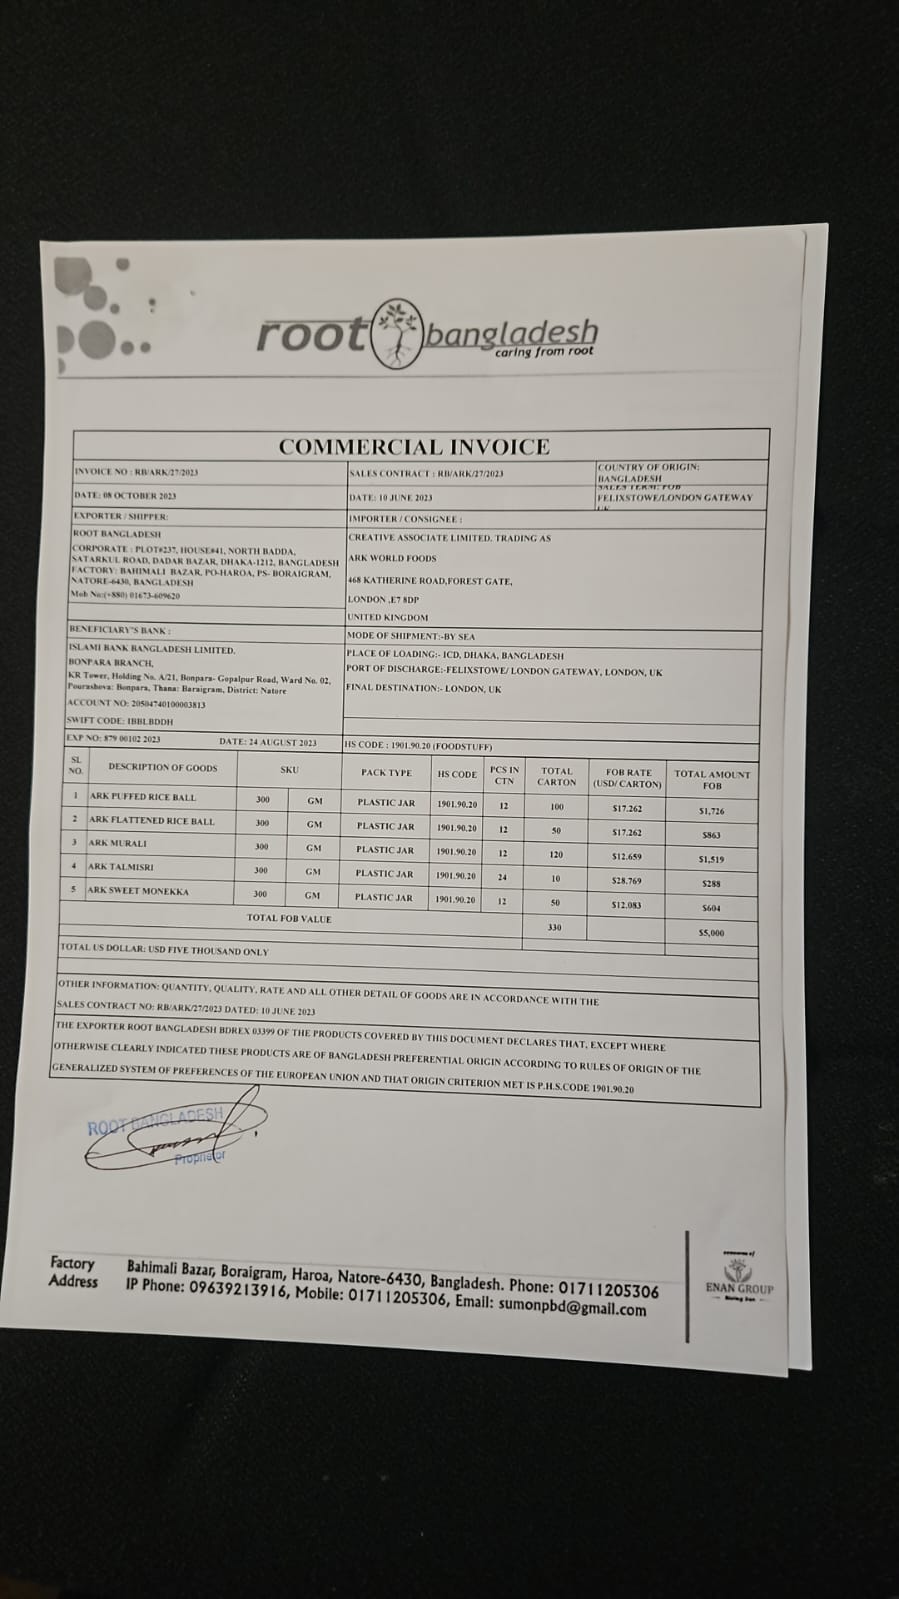 root bangladesh
caring from root
COMMERCIAL INVOICE
INVOICE NO : RB/ARK/27/2023
SALES CONTRACT : RB/ARK/27/2023
COUNTRY OF ORIGIN:
BANGLADESH
DATE: 08 OCTOBER 2023
DATE: 10 JUNE 2023
SALES TERM: FOB
FELIXSTOWE/LONDON GATEWAY
UK
EXPORTER / SHIPPER:
IMPORTER / CONSIGNEE :
ROOT BANGLADESH
CORPORATE : PLOT#237, HOUSE#41, NORTH BADDA,
SATARKUL ROAD, DADAR BAZAR, DHAKA-1212, BANGLADESH
FACTORY: BAHIMALI BAZAR, PO-HAROA, PS- BORAIGRAM,
NATORE-6430, BANGLADESH
Mob No:(+880) 01673-609620
CREATIVE ASSOCIATE LIMITED. TRADING AS
ARK WORLD FOODS
468 KATHERINE ROAD,FOREST GATE,
LONDON ,E7 8DP
UNITED KINGDOM
BENEFICIARY'S BANK :
MODE OF SHIPMENT:-BY SEA
ISLAMI BANK BANGLADESH LIMITED.
BONPARA BRANCH,
KR Tower, Holding No. A/21, Bonpara- Gopalpur Road, Ward No. 02,
Pourashova: Bonpara, Thana: Baraigram, District: Natore
ACCOUNT NO: 20504740100003813
SWIFT CODE: IBBLBDDH
PLACE OF LOADING:- ICD, DHAKA, BANGLADESH
PORT OF DISCHARGE:-FELIXSTOWE/ LONDON GATEWAY, LONDON, UK
FINAL DESTINATION:- LONDON, UK
EXP NO: 879 00102 2023 DATE: 24 AUGUST 2023
HS CODE : 1901.90.20 (FOODSTUFF)
SL NO. DESCRIPTION OF GOODS SKU PACK TYPE HS CODE PCS IN CTN TOTAL CARTON FOB RATE (USD/ CARTON) TOTAL AMOUNT FOB
1 ARK PUFFED RICE BALL 300 GM PLASTIC JAR 1901.90.20 12 100 $17.262 $1,726
2 ARK FLATTENED RICE BALL 300 GM PLASTIC JAR 1901.90.20 12 50 $17.262 $863
3 ARK MURALI 300 GM PLASTIC JAR 1901.90.20 12 120 $12.659 $1,519
4 ARK TALMISRI 300 GM PLASTIC JAR 1901.90.20 24 10 $28.769 $288
5 ARK SWEET MONEKKA 300 GM PLASTIC JAR 1901.90.20 12 50 $12.083 $604
TOTAL FOB VALUE 330 $5,000
TOTAL US DOLLAR: USD FIVE THOUSAND ONLY
OTHER INFORMATION: QUANTITY, QUALITY, RATE AND ALL OTHER DETAIL OF GOODS ARE IN ACCORDANCE WITH THE
SALES CONTRACT NO: RB/ARK/27/2023 DATED: 10 JUNE 2023
THE EXPORTER ROOT BANGLADESH BDREX 03399 OF THE PRODUCTS COVERED BY THIS DOCUMENT DECLARES THAT, EXCEPT WHERE
OTHERWISE CLEARLY INDICATED THESE PRODUCTS ARE OF BANGLADESH PREFERENTIAL ORIGIN ACCORDING TO RULES OF ORIGIN OF THE
GENERALIZED SYSTEM OF PREFERENCES OF THE EUROPEAN UNION AND THAT ORIGIN CRITERION MET IS P.H.S.CODE 1901.90.20
ROOT BANGLADESH
Proprietor
Factory Address
Bahimali Bazar, Boraigram, Haroa, Natore-6430, Bangladesh. Phone: 01711205306
IP Phone: 09639213916, Mobile: 01711205306, Email: sumonpbd@gmail.com
ENAN GROUP